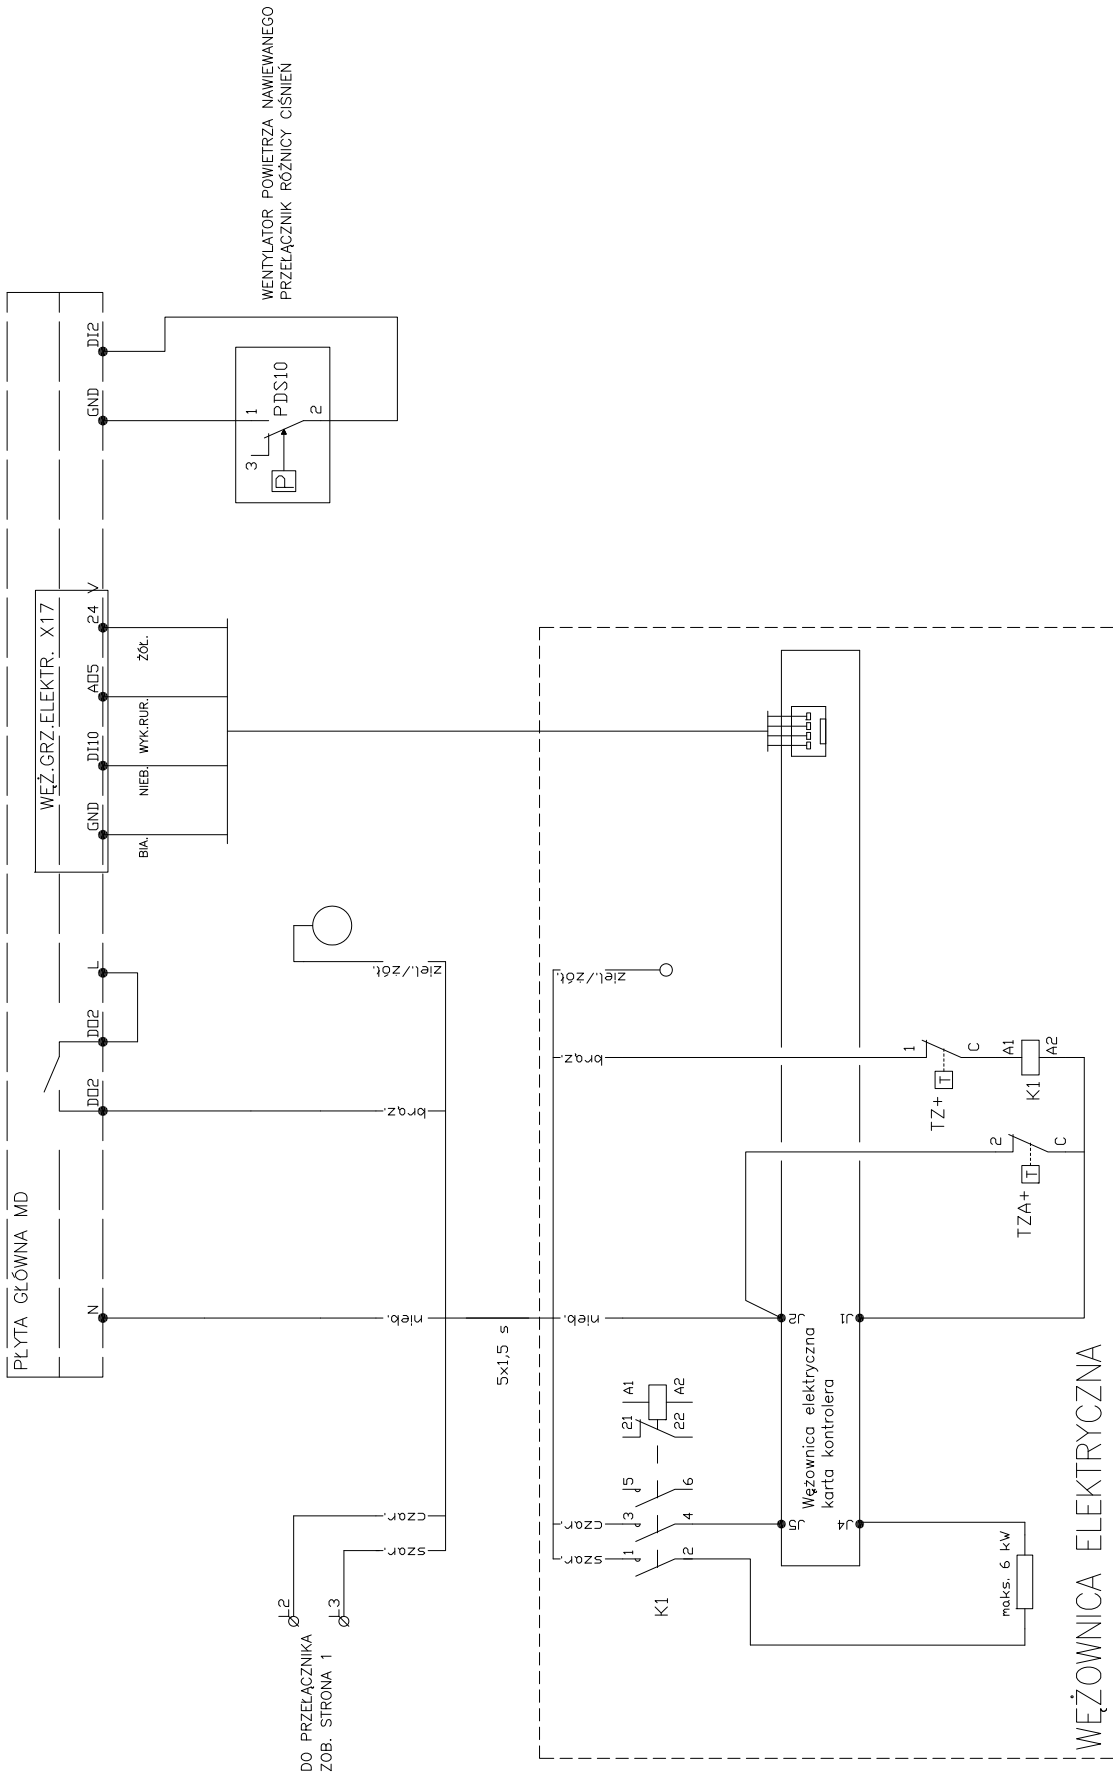 PŁYTA GŁÓWNA MD
N
DO2
DO2
L
WĘŻ.GRZ.ELEKTR. X17
GND
DI10
AO5
24 V
GND
DI2
BIA.
NIEB.
WYK.RUR.
ŻÓŁ.
3
1
PDS10
2
P
WENTYLATOR POWIETRZA NAWIEWANEGO
PRZEŁĄCZNIK RÓŻNICY CIŚNIEŃ
DO PRZEŁĄCZNIKA
ZOB. STRONA 1
L2
L3
szar.
czar.
nieb.
brąz.
ziel./żół.
5x1,5 s
szar.
czar.
nieb.
brąz.
ziel./żół.
K1
1
2
3
4
5
6
21
22
A1
A2
J5
J4
J2
J1
Wężownica elektryczna
karta kontrolera
maks. 6 kW
TZA+
T
2
C
TZ+
T
1
C
K1
A1
A2
WĘŻOWNICA ELEKTRYCZNA